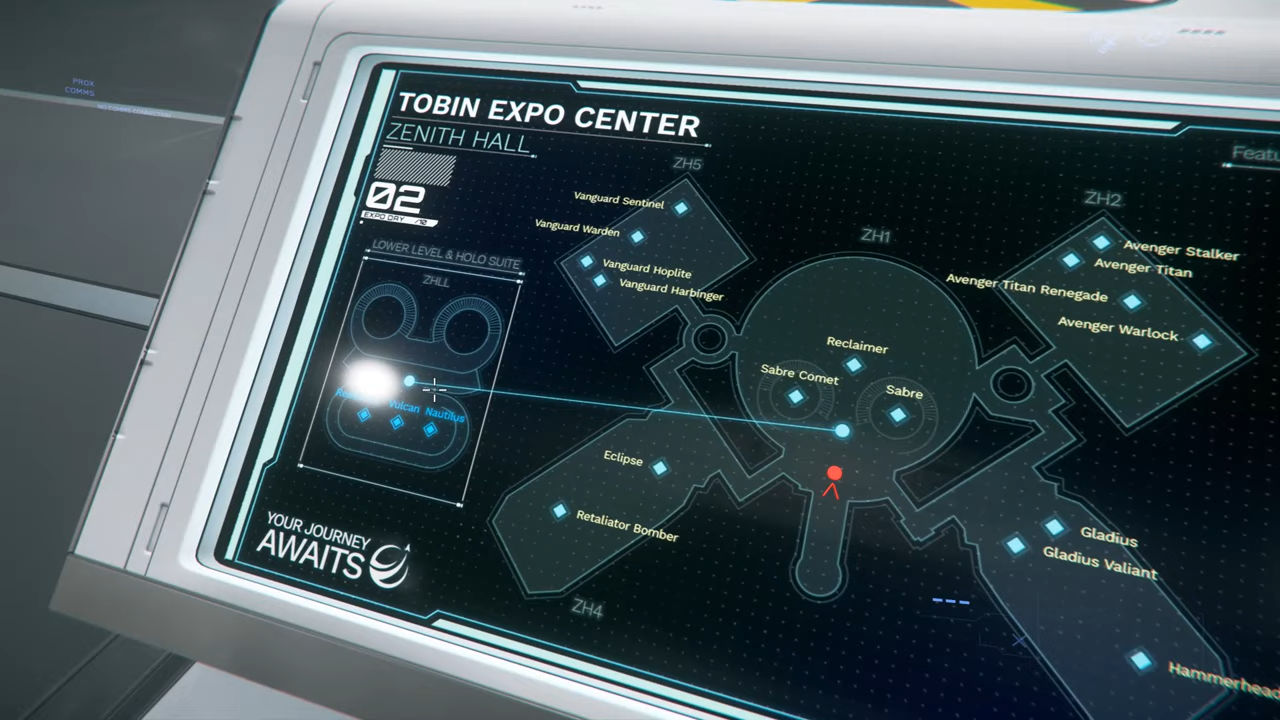 PROX
COMMS
TOBIN EXPO CENTER
ZENITH HALL
02
EXPO DAY
LOWER LEVEL & HOLO SUITE
ZHLL
Vulcan
Nautilus
YOUR JOURNEY
AWAITS
ZH5
Vanguard Sentinel
Vanguard Warden
Vanguard Hoplite
Vanguard Harbinger
ZH1
Reclaimer
Sabre Comet
Sabre
ZH2
Avenger Stalker
Avenger Titan
Avenger Titan Renegade
Avenger Warlock
Eclipse
Retaliator Bomber
ZH4
Gladius
Gladius Valiant
Hammerhead